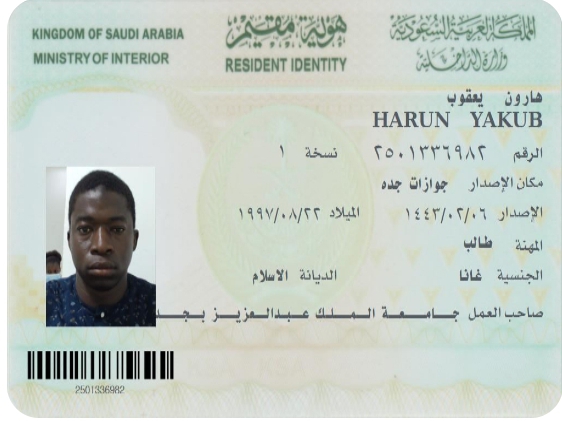 KINGDOM OF SAUDI ARABIA
MINISTRY OF INTERIOR
هوية مقيم
RESIDENT IDENTITY
المملكة العربية السعودية
وزارة الداخلية
هارون يعقوب
HARUN YAKUB
الرقم ٢٥٠١٣٣٦٩٨٢ نسخة ١
مكان الإصدار جوازات جده
الإصدار ١٤٤٣/٠٢/٠٦ الميلاد ١٩٩٧/٠٨/٢٢
المهنة طالب
الجنسية غانا الديانة الاسلام
صاحب العمل جامعة الملك عبدالعزيز بجد
2501336982